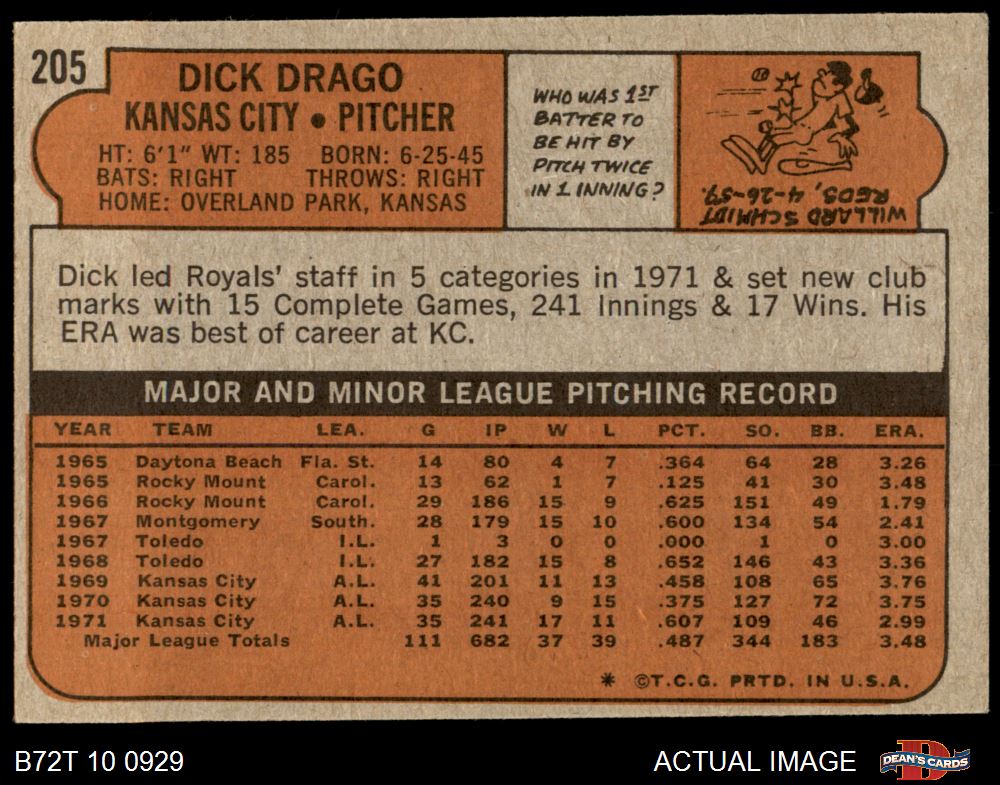 205
DICK DRAGO
KANSAS CITY • PITCHER
HT: 6'1" WT: 185 BORN: 6-25-45
BATS: RIGHT THROWS: RIGHT
HOME: OVERLAND PARK, KANSAS
WHO WAS 1ST
BATTER TO
BE HIT BY
PITCH TWICE
IN 1 INNING?
WILLARD SCHMIDT
REDS, 4-26-59.
Dick led Royals' staff in 5 categories in 1971 & set new club
marks with 15 Complete Games, 241 Innings & 17 Wins. His
ERA was best of career at KC.
MAJOR AND MINOR LEAGUE PITCHING RECORD
YEAR TEAM LEA. G IP W L PCT. SO. BB. ERA.
1965 Daytona Beach Fla. St. 14 80 4 7 .364 64 28 3.26
1965 Rocky Mount Carol. 13 62 1 7 .125 41 30 3.48
1966 Rocky Mount Carol. 29 186 15 9 .625 151 49 1.79
1967 Montgomery South. 28 179 15 10 .600 134 54 2.41
1967 Toledo I.L. 1 3 0 0 .000 1 0 3.00
1968 Toledo I.L. 27 182 15 8 .652 146 43 3.36
1969 Kansas City A.L. 41 201 11 13 .458 108 65 3.76
1970 Kansas City A.L. 35 240 9 15 .375 127 72 3.75
1971 Kansas City A.L. 35 241 17 11 .607 109 46 2.99
Major League Totals 111 682 37 39 .487 344 183 3.48
* ©T.C.G. PRTD. IN U.S.A.
B72T 10 0929
ACTUAL IMAGE
D
DEAN'S CARDS